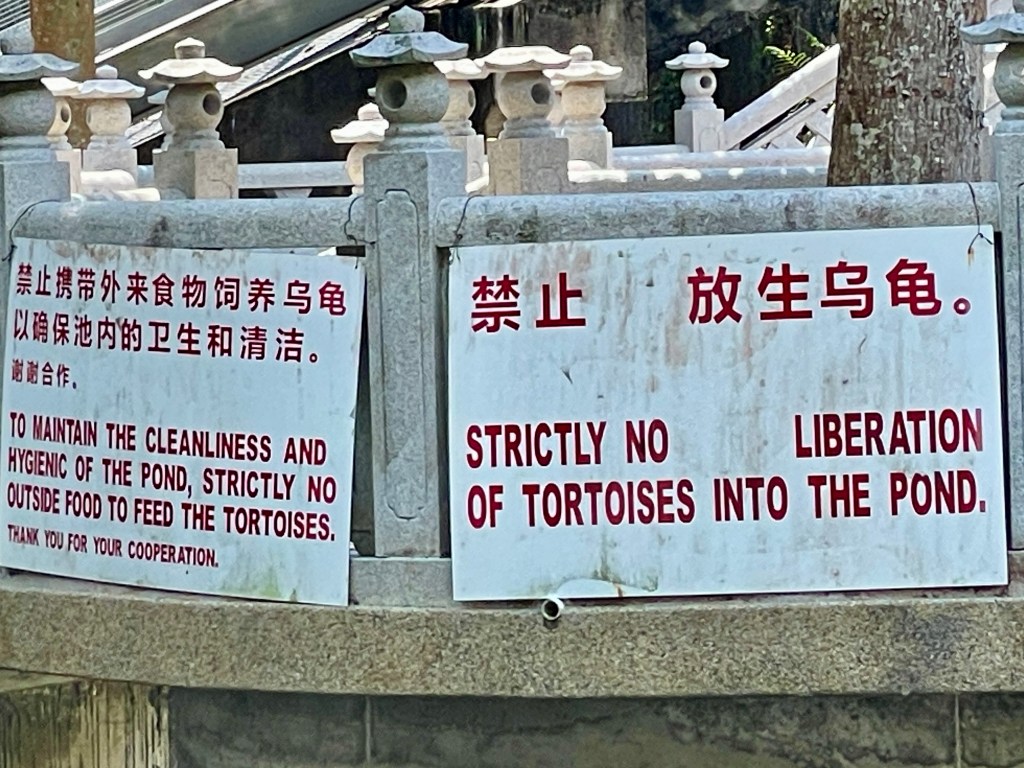 禁止携带外来食物饲养乌龟
以确保池内的卫生和清洁。
谢谢合作。
TO MAINTAIN THE CLEANLINESS AND
HYGIENIC OF THE POND, STRICTLY NO
OUTSIDE FOOD TO FEED THE TORTOISES.
THANK YOU FOR YOUR COOPERATION.
禁止 放生乌龟。
STRICTLY NO LIBERATION
OF TORTOISES INTO THE POND.